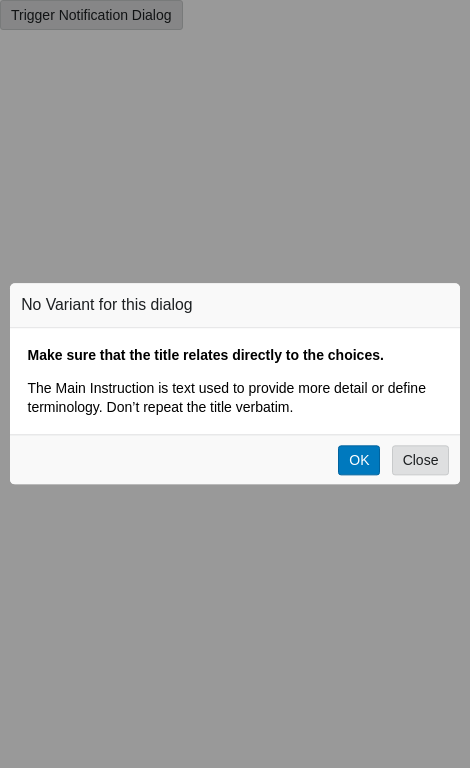 Trigger Notification Dialog
No Variant for this dialog
Make sure that the title relates directly to the choices.
The Main Instruction is text used to provide more detail or define
terminology. Don’t repeat the title verbatim.
OK Close